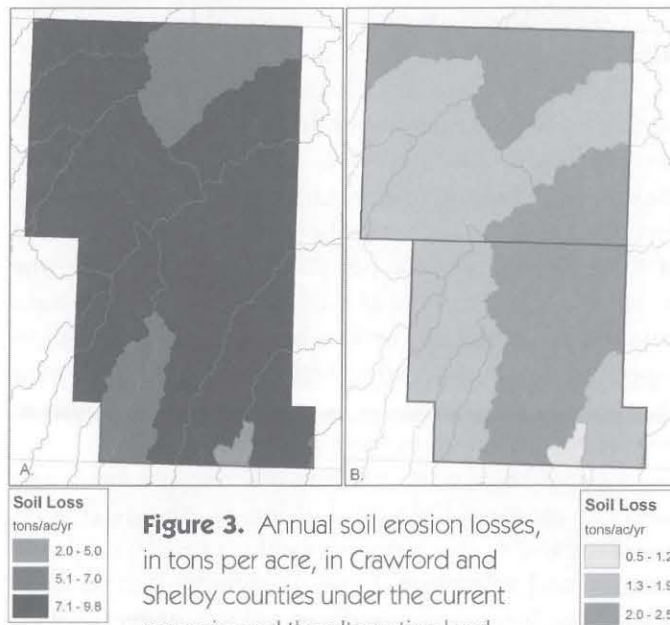 A.
B.
Soil Loss
tons/ac/yr
2.0 - 5.0
5.1 - 7.0
7.1 - 9.8
Figure 3. Annual soil erosion losses,
in tons per acre, in Crawford and
Shelby counties under the current
Soil Loss
tons/ac/yr
0.5 - 1.2
1.3 - 1.9
2.0 - 2.5